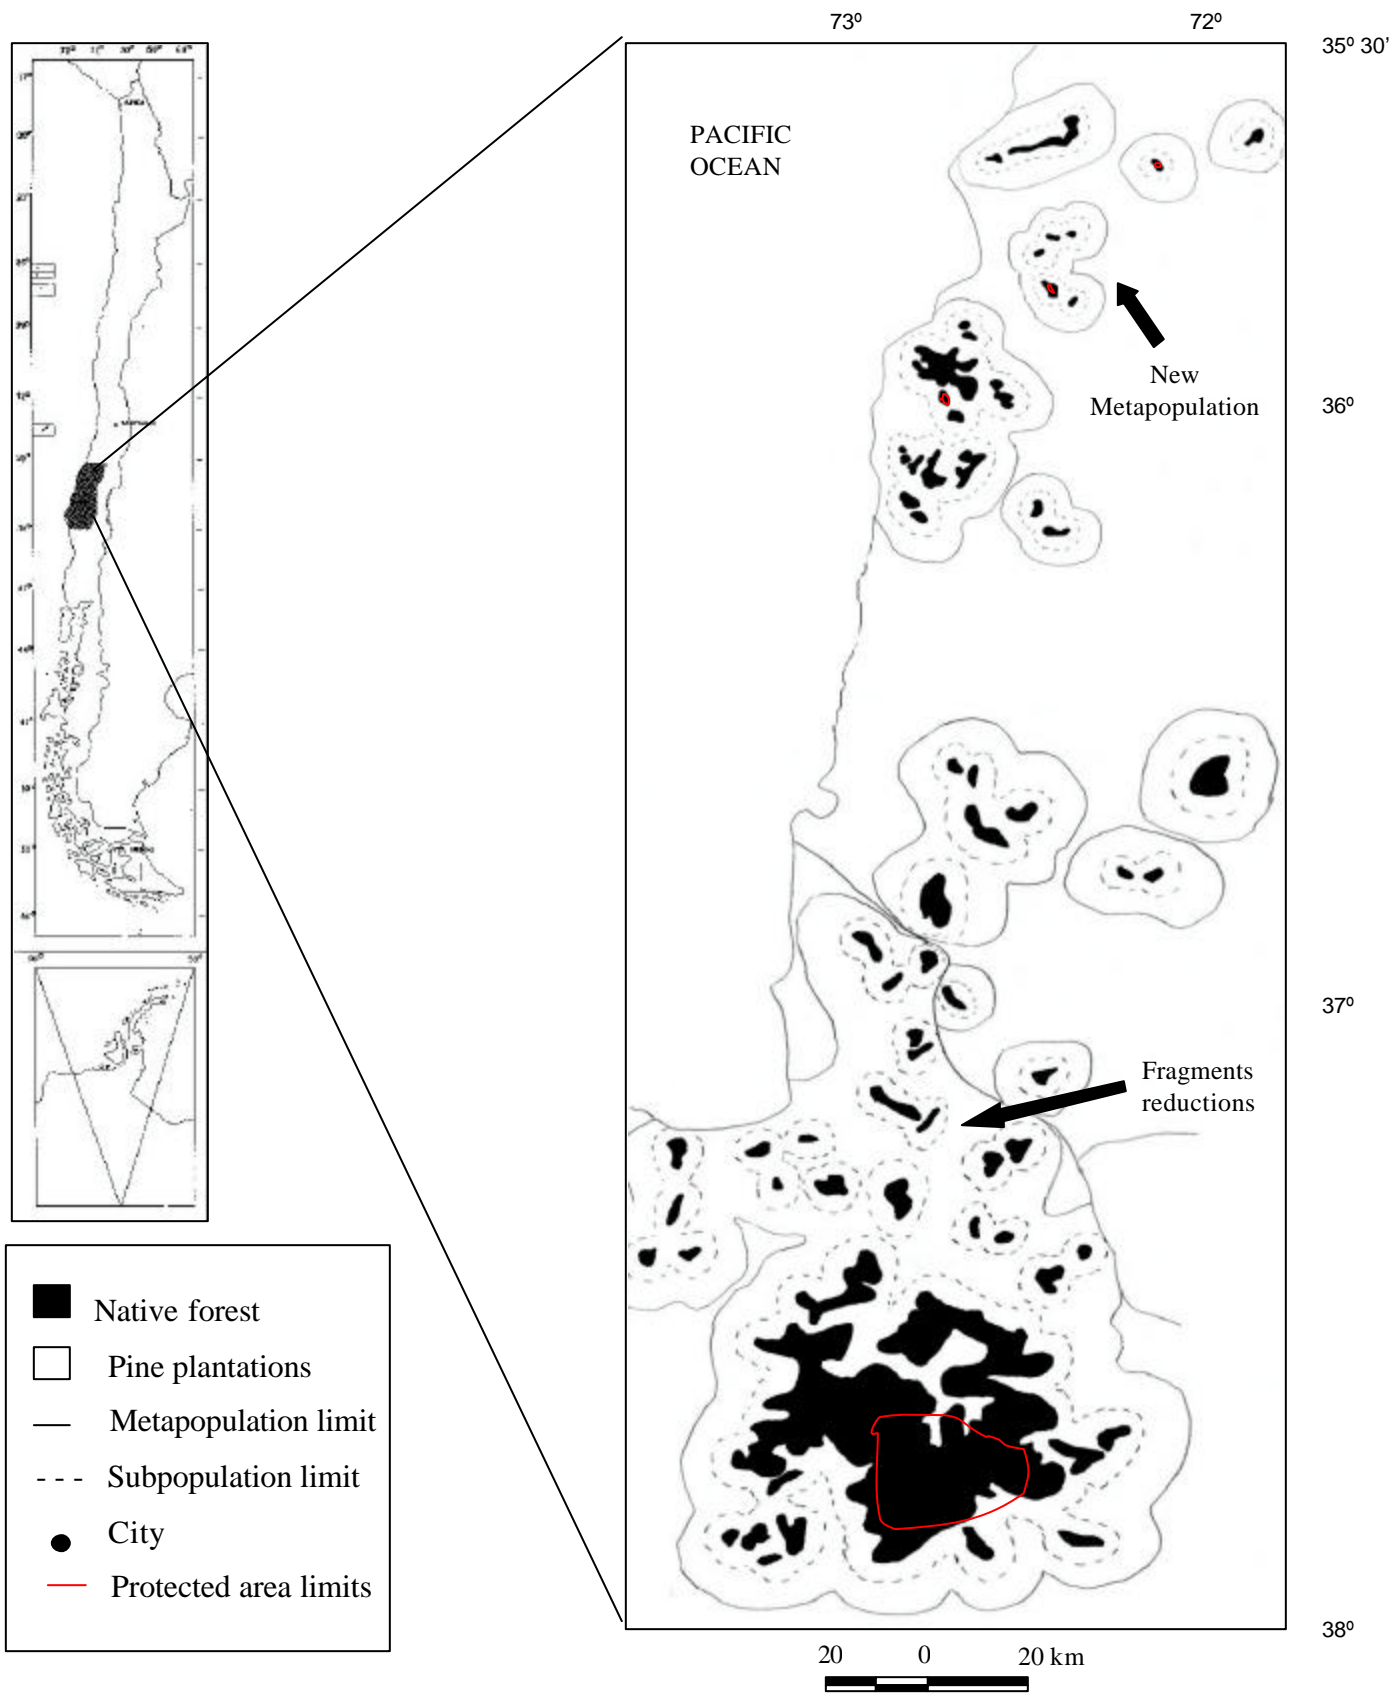 73º
72º
35º 30’
PACIFIC
OCEAN
New
Metapopulation
36º
37º
Fragments
reductions
38º
20
0
20 km
Native forest
Pine plantations
Metapopulation limit
Subpopulation limit
City
Protected area limits